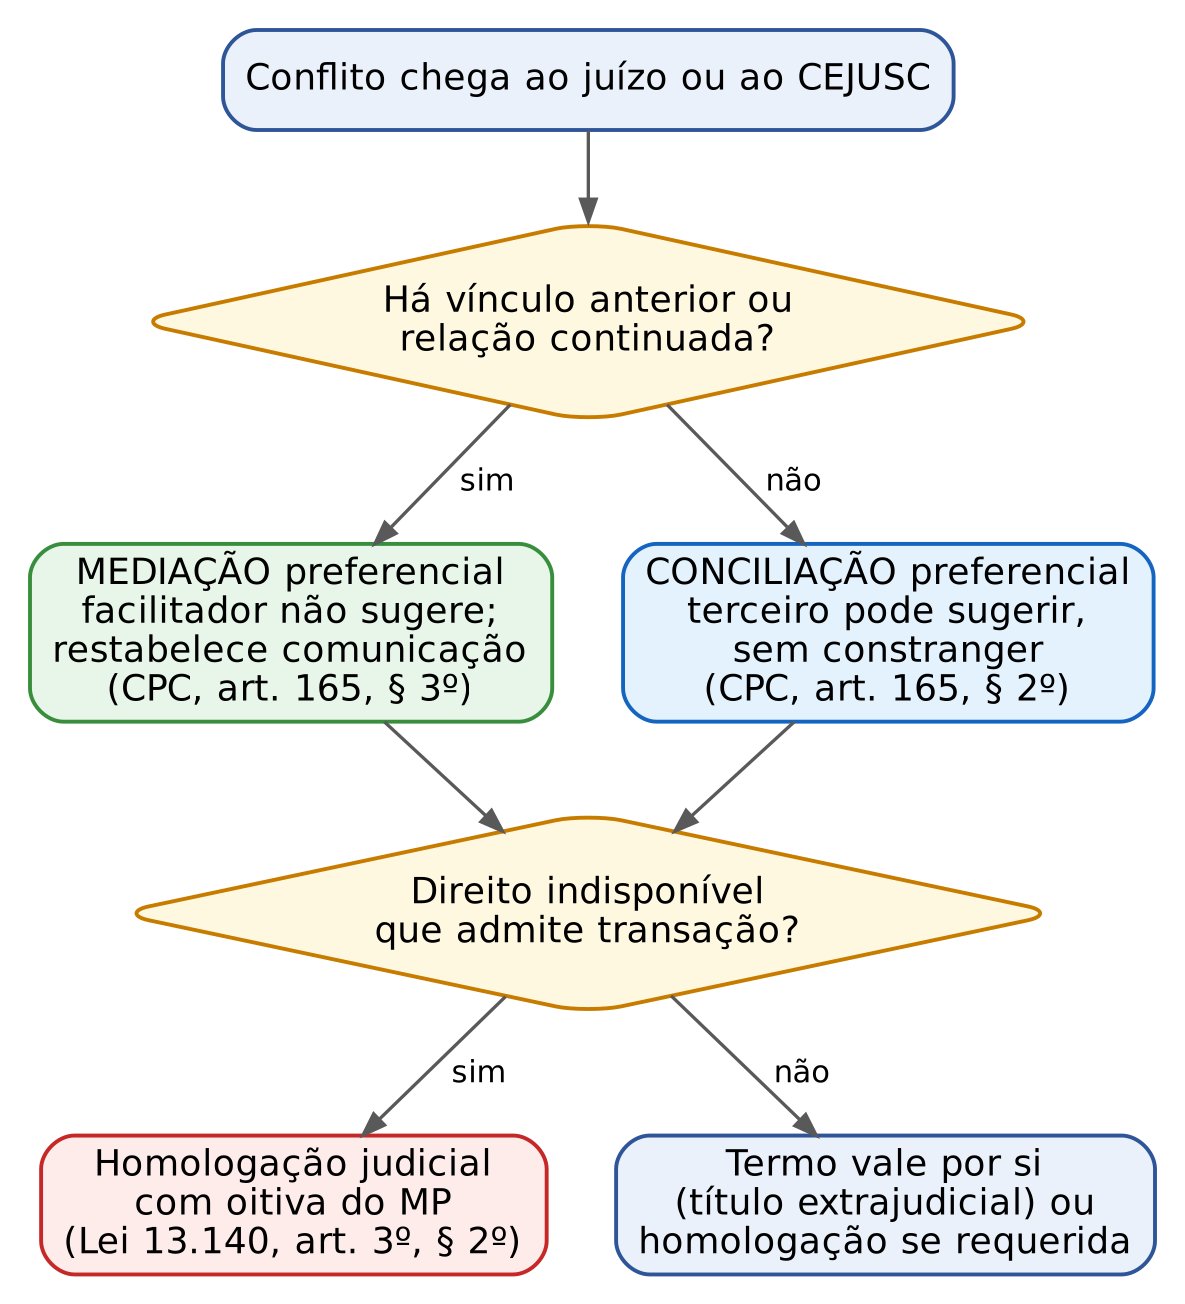 Conflito chega ao juízo ou ao CEJUSC
Há vínculo anterior ou
relação continuada?
sim
não
MEDIAÇÃO preferencial
facilitador não sugere;
restabelece comunicação
(CPC, art. 165, § 3º)
CONCILIAÇÃO preferencial
terceiro pode sugerir,
sem constranger
(CPC, art. 165, § 2º)
Direito indisponível
que admite transação?
sim
não
Homologação judicial
com oitiva do MP
(Lei 13.140, art. 3º, § 2º)
Termo vale por si
(título extrajudicial) ou
homologação se requerida